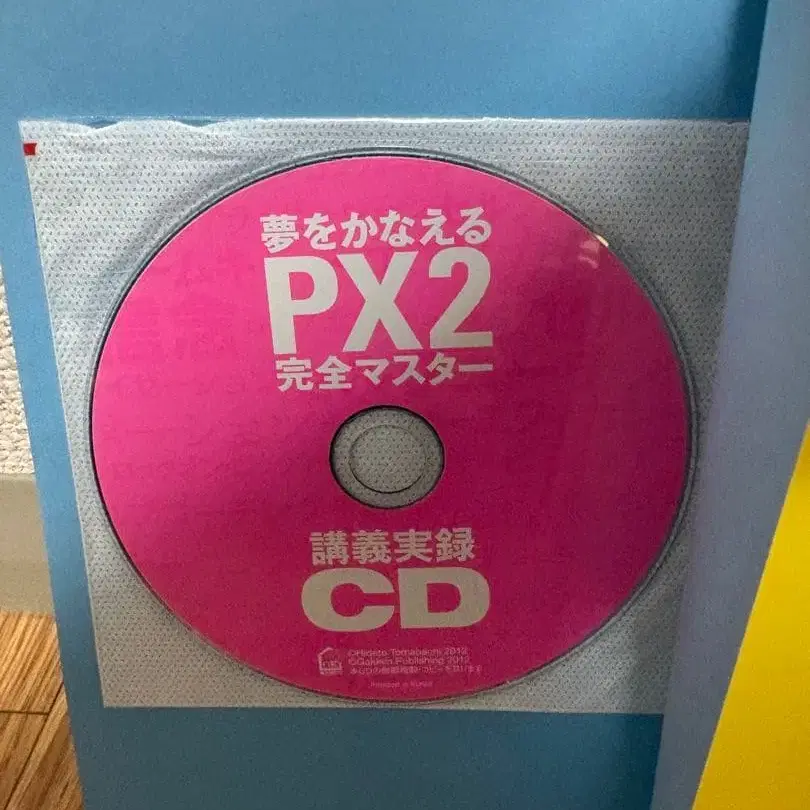 夢をかなえる
PX2
完全マスター
講義実録
CD
©Hideto Tomabechi 2012
©Gakken Publishing 2012